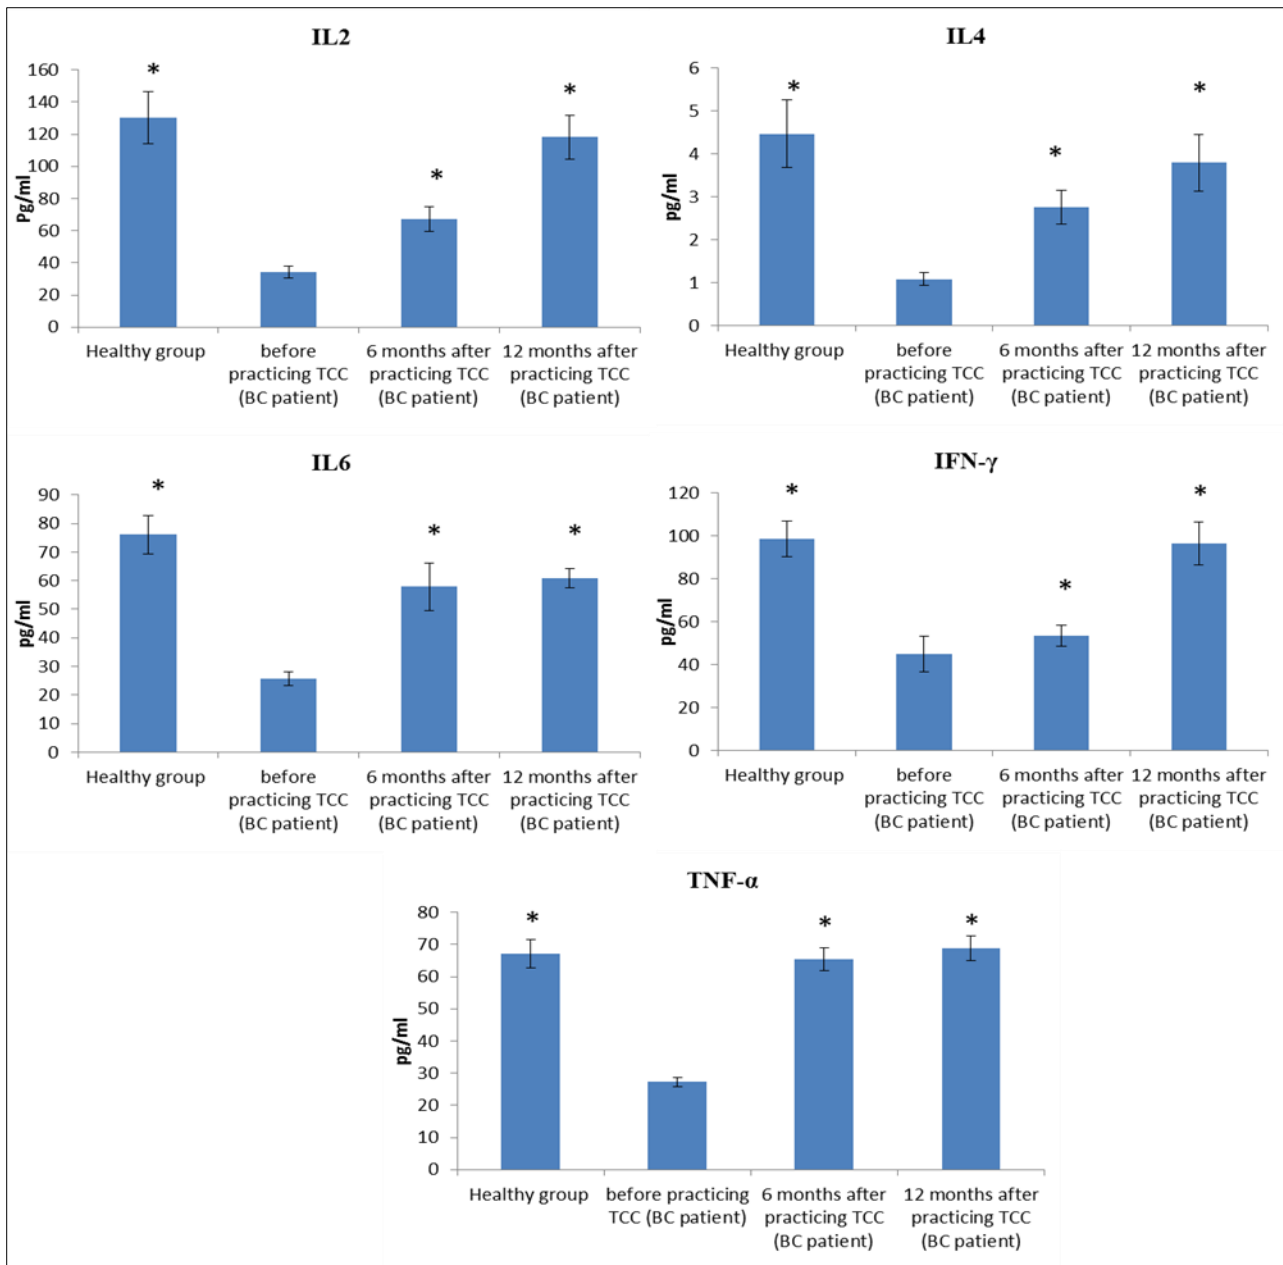 IL2
160
140
120
100
80
60
40
20
0
Pg/ml
*
*
*
Healthy group
before
practicing TCC
(BC patient)
6 months after
practicing TCC
(BC patient)
12 months after
practicing TCC
(BC patient)
IL4
6
5
4
3
2
1
0
pg/ml
*
*
*
Healthy group
before
practicing TCC
(BC patient)
6 months after
practicing TCC
(BC patient)
12 months after
practicing TCC
(BC patient)
IL6
90
80
70
60
50
40
30
20
10
0
pg/ml
*
*
*
Healthy group
before
practicing TCC
(BC patient)
6 months after
practicing TCC
(BC patient)
12 months after
practicing TCC
(BC patient)
IFN-γ
120
100
80
60
40
20
0
pg/ml
*
*
*
Healthy group
before
practicing TCC
(BC patient)
6 months after
practicing TCC
(BC patient)
12 months after
practicing TCC
(BC patient)
TNF-α
80
70
60
50
40
30
20
10
0
pg/ml
*
*
*
Healthy group
before practicing
TCC (BC patient)
6 months after
practicing TCC
(BC patient)
12 months after
practicing TCC
(BC patient)